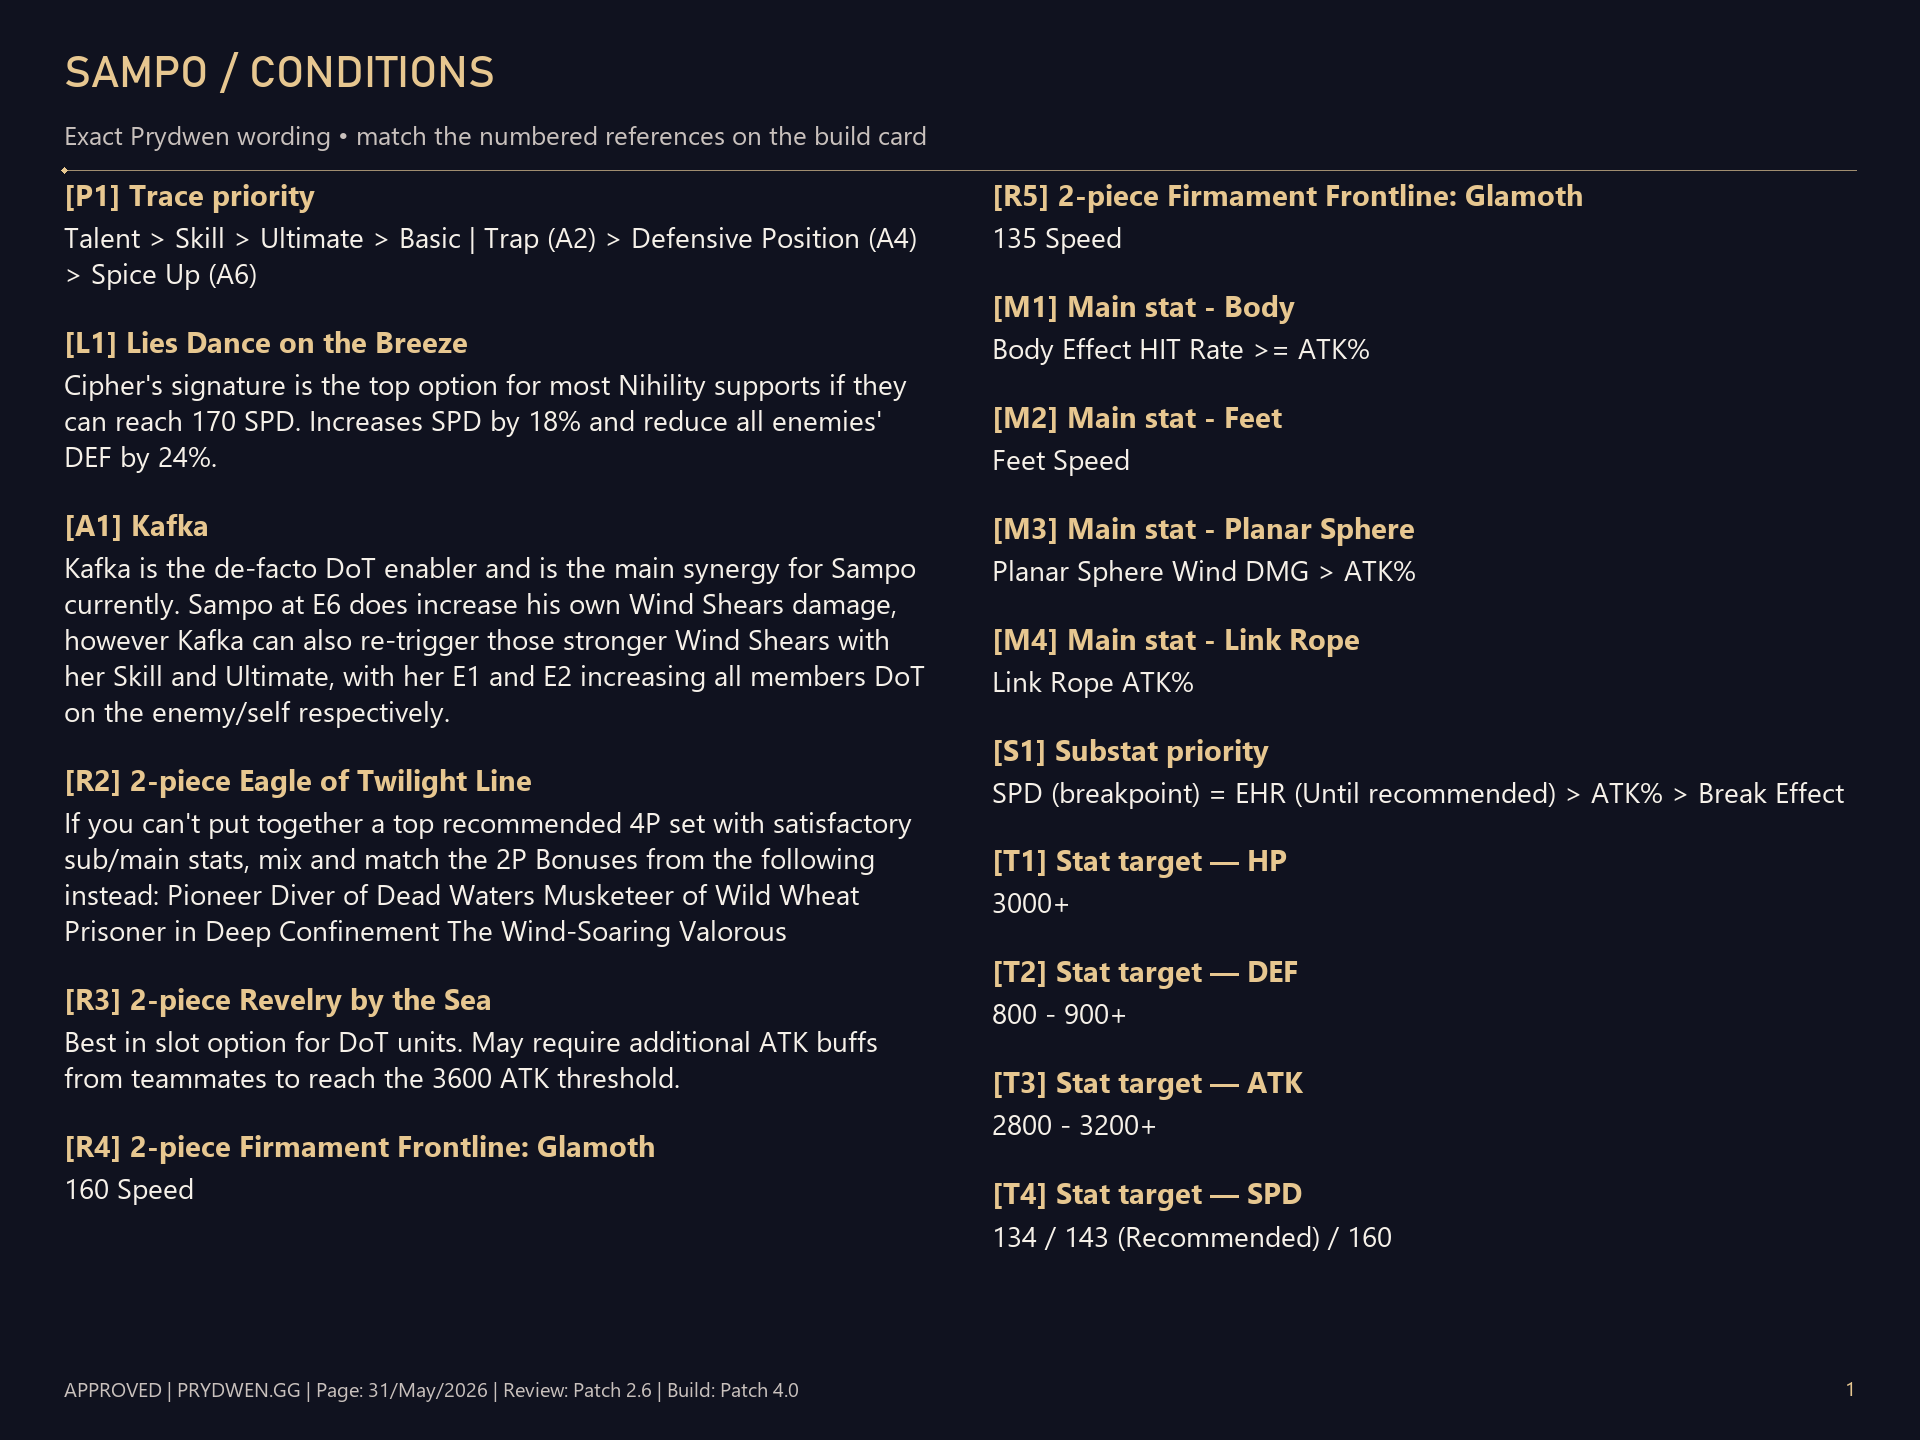 SAMPO / CONDITIONS
Exact Prydwen wording • match the numbered references on the build card
[P1] Trace priority
Talent > Skill > Ultimate > Basic | Trap (A2) > Defensive Position (A4)
> Spice Up (A6)
[L1] Lies Dance on the Breeze
Cipher's signature is the top option for most Nihility supports if they
can reach 170 SPD. Increases SPD by 18% and reduce all enemies'
DEF by 24%.
[A1] Kafka
Kafka is the de-facto DoT enabler and is the main synergy for Sampo
currently. Sampo at E6 does increase his own Wind Shears damage,
however Kafka can also re-trigger those stronger Wind Shears with
her Skill and Ultimate, with her E1 and E2 increasing all members DoT
on the enemy/self respectively.
[R2] 2-piece Eagle of Twilight Line
If you can't put together a top recommended 4P set with satisfactory
sub/main stats, mix and match the 2P Bonuses from the following
instead: Pioneer Diver of Dead Waters Musketeer of Wild Wheat
Prisoner in Deep Confinement The Wind-Soaring Valorous
[R3] 2-piece Revelry by the Sea
Best in slot option for DoT units. May require additional ATK buffs
from teammates to reach the 3600 ATK threshold.
[R4] 2-piece Firmament Frontline: Glamoth
160 Speed
[R5] 2-piece Firmament Frontline: Glamoth
135 Speed
[M1] Main stat - Body
Body Effect HIT Rate >= ATK%
[M2] Main stat - Feet
Feet Speed
[M3] Main stat - Planar Sphere
Planar Sphere Wind DMG > ATK%
[M4] Main stat - Link Rope
Link Rope ATK%
[S1] Substat priority
SPD (breakpoint) = EHR (Until recommended) > ATK% > Break Effect
[T1] Stat target — HP
3000+
[T2] Stat target — DEF
800 - 900+
[T3] Stat target — ATK
2800 - 3200+
[T4] Stat target — SPD
134 / 143 (Recommended) / 160
APPROVED | PRYDWEN.GG | Page: 31/May/2026 | Review: Patch 2.6 | Build: Patch 4.0
1